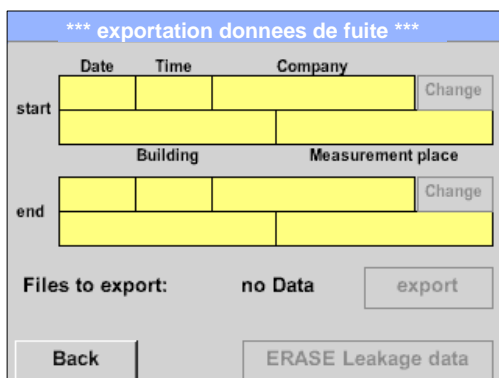 *** exportation donnees de fuite ***
Date Time Company
start Change
Building Measurement place
end Change
Files to export: no Data export
Back ERASE Leakage data